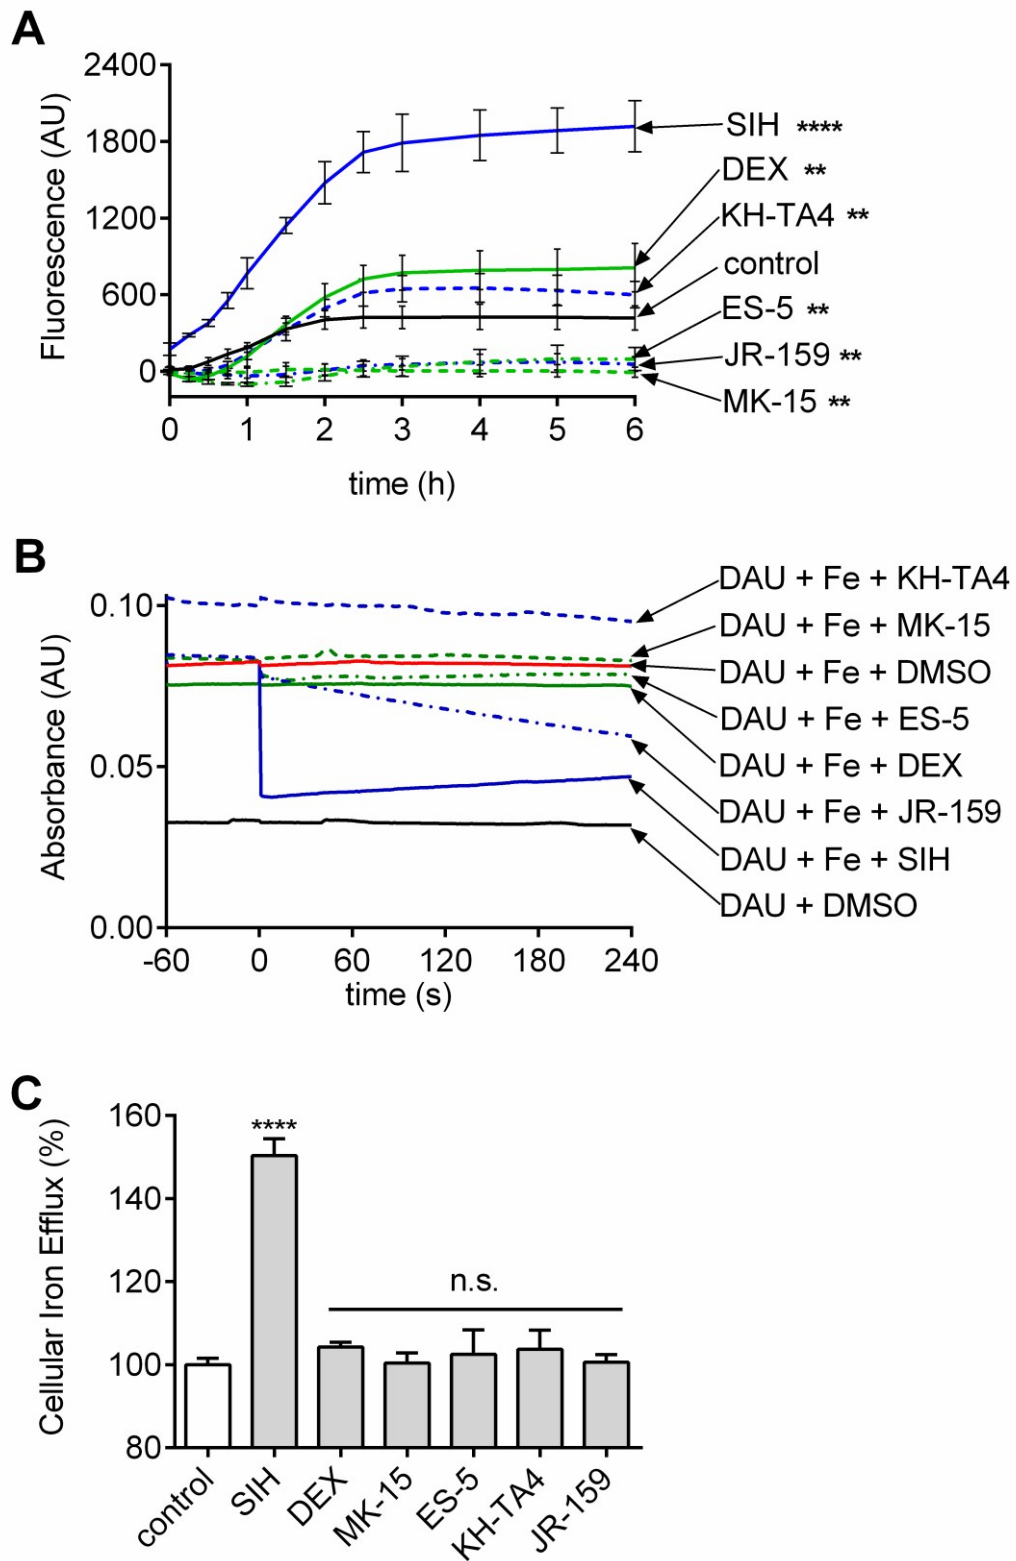 A
2400
1800
1200
600
0
Fluorescence (AU)
0 1 2 3 4 5 6
time (h)
SIH ****
DEX **
KH-TA4 **
control
ES-5 **
JR-159 **
MK-15 **
B
0.10
0.05
0.00
Absorbance (AU)
-60 0 60 120 180 240
time (s)
DAU + Fe + KH-TA4
DAU + Fe + MK-15
DAU + Fe + DMSO
DAU + Fe + ES-5
DAU + Fe + DEX
DAU + Fe + JR-159
DAU + Fe + SIH
DAU + DMSO
C
160
140
120
100
80
Cellular Iron Efflux (%)
****
n.s.
control SIH DEX MK-15 ES-5 KH-TA4 JR-159